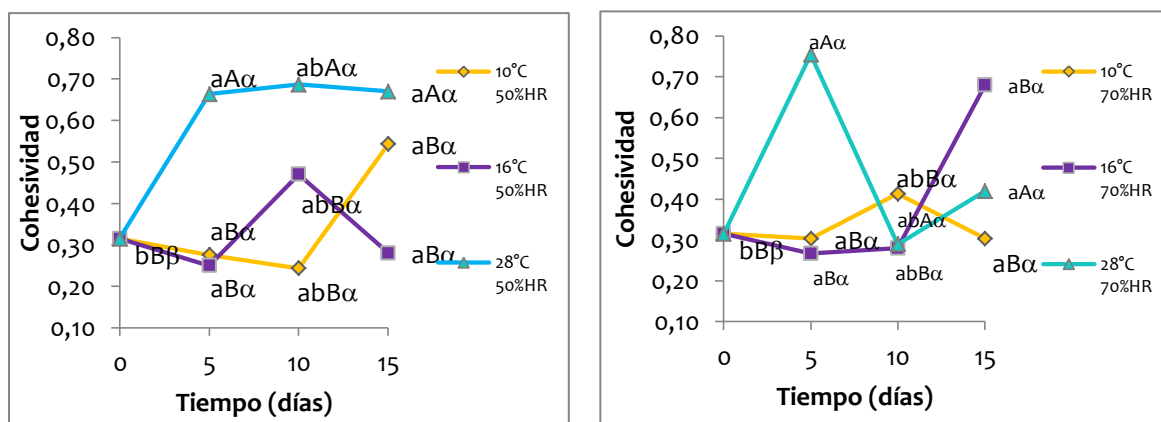 Cohesividad
0,80
0,70
0,60
0,50
0,40
0,30
0,20
0,10
0 5 10 15
Tiempo (días)
aAα
abAα
aAα
aBα
abBα
aBα
aBα
bBβ
aBα
abBα
10°C
50%HR
16°C
50%HR
28°C
50%HR
Cohesividad
0,80
0,70
0,60
0,50
0,40
0,30
0,20
0,10
0 5 10 15
Tiempo (días)
aAα
aBα
abBα
aAα
abAα
aBα
bBβ
aBα
abBα
aBα
10°C
70%HR
16°C
70%HR
28°C
70%HR